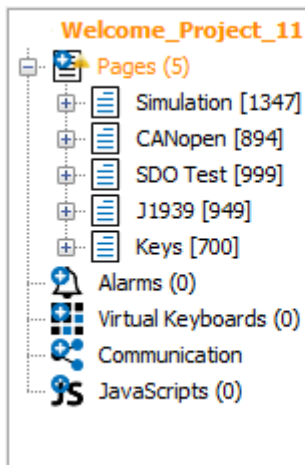 Welcome_Project_11
Pages (5)
Simulation [1347]
CANopen [894]
SDO Test [999]
J1939 [949]
Keys [700]
Alarms (0)
Virtual Keyboards (0)
Communication
JS JavaScripts (0)